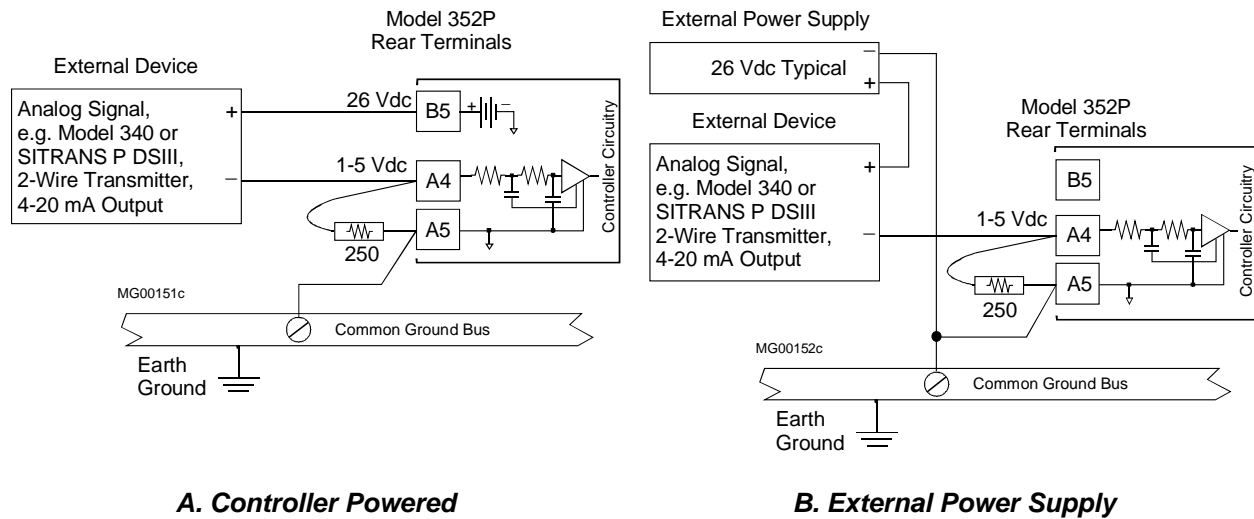 Model 352P
Rear Terminals
External Device
Analog Signal,
e.g. Model 340 or
SITRANS P DSIII,
2-Wire Transmitter,
4-20 mA Output
+
–
26 Vdc
B5
+
–
1-5 Vdc
A4
A5
250
Controller Circuitry
MG00151c
Common Ground Bus
Earth
Ground
A. Controller Powered
External Power Supply
26 Vdc Typical
–
+
External Device
Analog Signal,
e.g. Model 340 or
SITRANS P DSIII
2-Wire Transmitter,
4-20 mA Output
+
–
Model 352P
Rear Terminals
B5
1-5 Vdc
A4
A5
250
Controller Circuitry
MG00152c
Common Ground Bus
Earth
Ground
B. External Power Supply